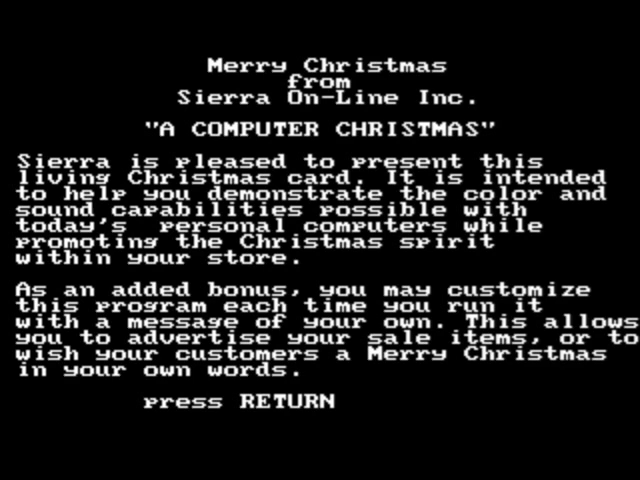 Merry Christmas
from
Sierra On-Line Inc.
"A COMPUTER CHRISTMAS"
Sierra is pleased to present this
living Christmas card. It is intended
to help you demonstrate the color and
sound capabilities possible with
today's  personal computers while
promoting the Christmas spirit
within your store.
As an added bonus, you may customize
this program each time you run it
with a message of your own. This allows
you to advertise your sale items, or to
wish your customers a Merry Christmas
in your own words.
press RETURN